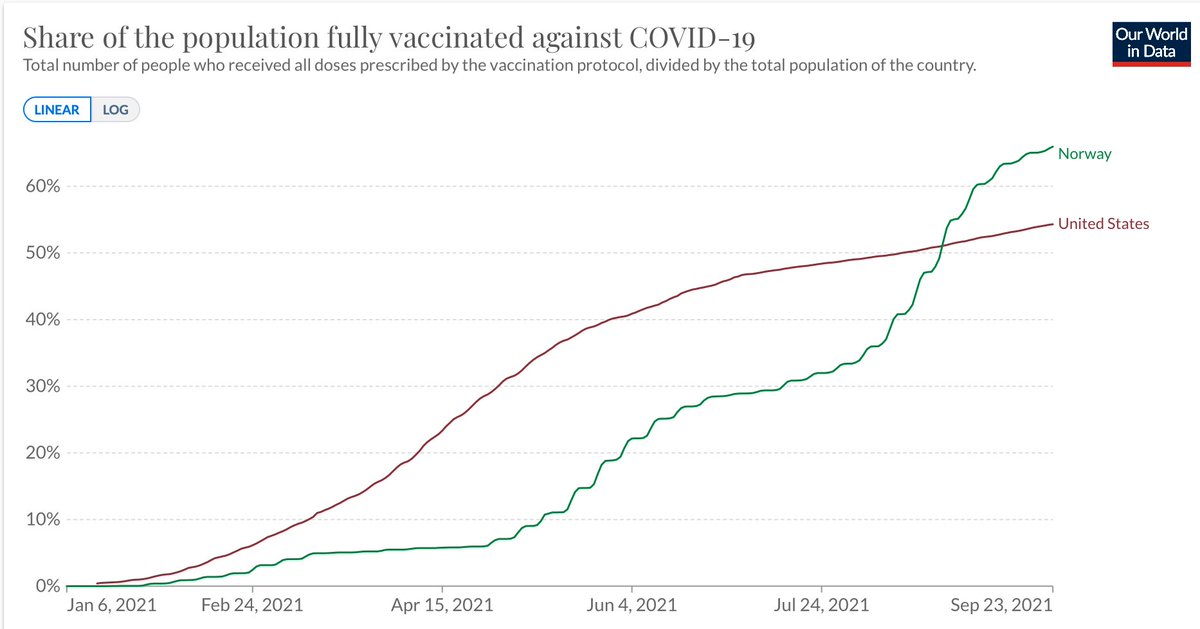 Share of the population fully vaccinated against COVID-19
Our World
in Data
Total number of people who received all doses prescribed by the vaccination protocol, divided by the total population of the country.
LINEAR LOG
Norway
60%
United States
50%
40%
30%
20%
10%
0%
Jan 6, 2021 Feb 24, 2021 Apr 15, 2021 Jun 4, 2021 Jul 24, 2021 Sep 23, 2021